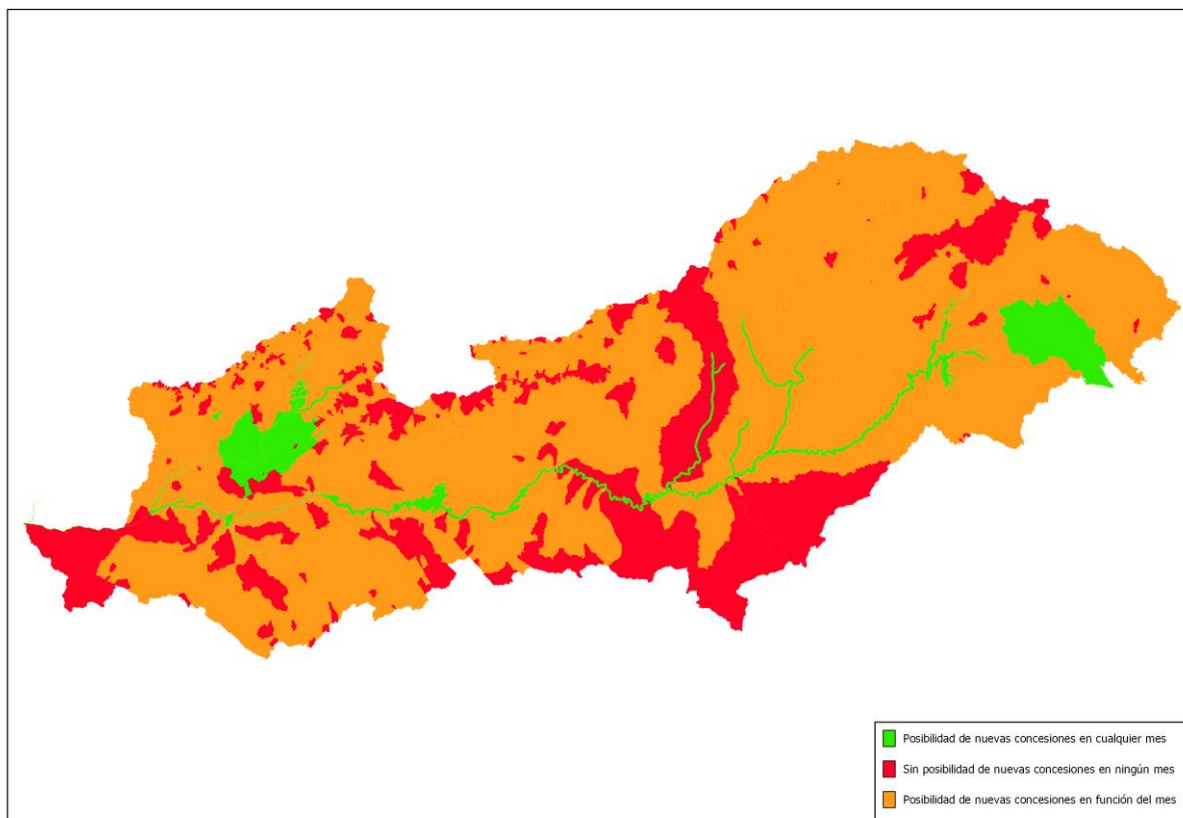 Posibilidad de nuevas concesiones en cualquier mes
Sin posibilidad de nuevas concesiones en ningún mes
Posibilidad de nuevas concesiones en función del mes